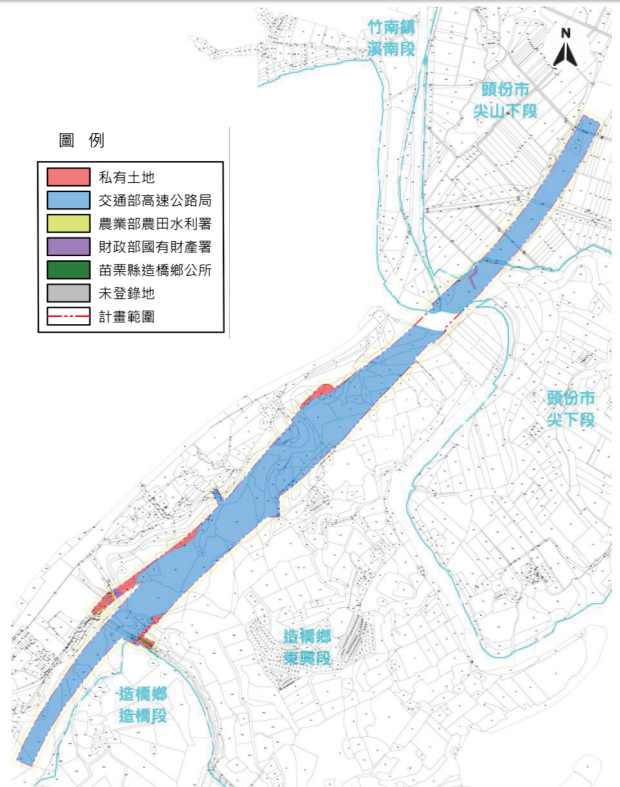 竹南鎮
溪南段
N
頭份市
尖山下段
圖 例
私有土地
交通部高速公路局
農業部農田水利署
財政部國有財產署
苗栗縣造橋鄉公所
未登錄地
計畫範圍
頭份市
尖下段
造橋鄉
東興段
造橋鄉
造橋段